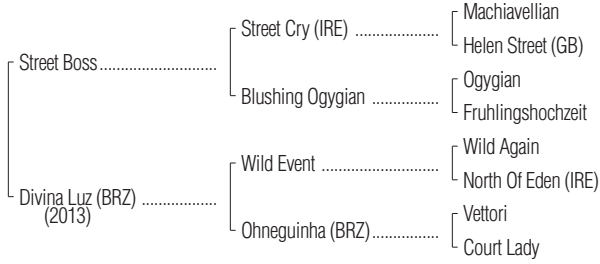 Machiavellian
Street Cry (IRE) ...................
Helen Street (GB)
Street Boss...........................
Ogygian
Blushing Ogygian ................
Fruhlingshochzeit
Wild Again
Wild Event ...........................
North Of Eden (IRE)
Divina Luz (BRZ) .................
(2013)
Vettori
Ohneguinha (BRZ)...............
Court Lady